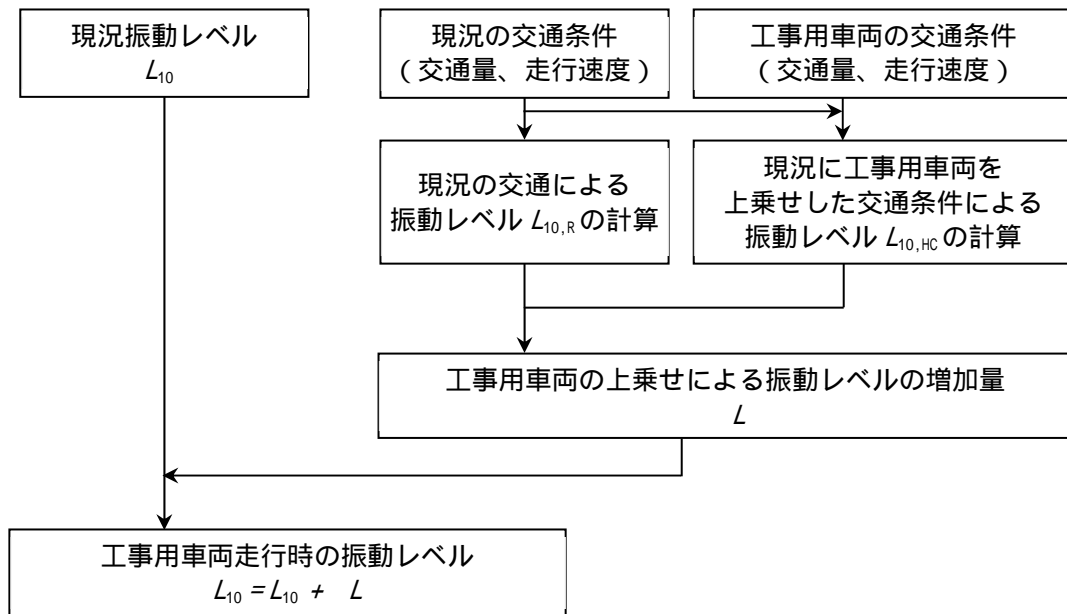 現況振動レベル
L10
現況の交通条件
(交通量、走行速度)
工事用車両の交通条件
(交通量、走行速度)
現況の交通による
振動レベル L10,R の計算
現況に工事用車両を
上乗せした交通条件による
振動レベル L10,HC の計算
工事用車両の上乗せによる振動レベルの増加量
L
工事用車両走行時の振動レベル
L10 = L10 + L